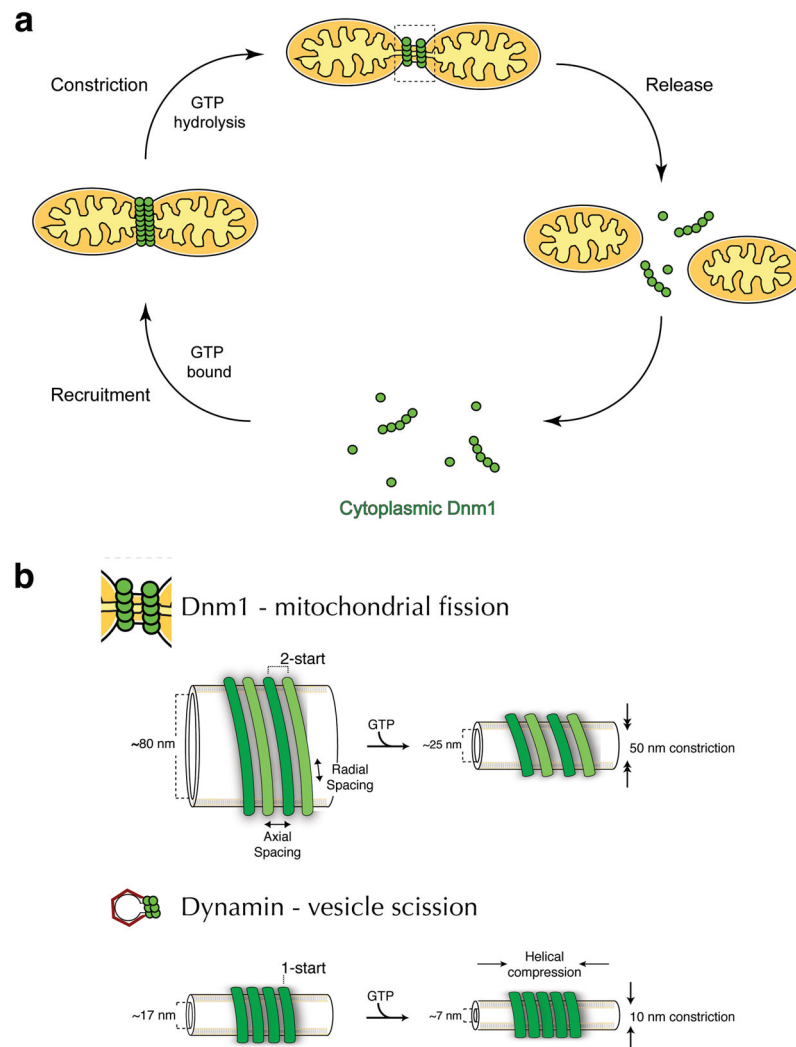 a
Constriction
GTP
hydrolysis
Release
GTP
bound
Recruitment
Cytoplasmic Dnm1
b
Dnm1 - mitochondrial fission
2-start
~80 nm
Radial
Spacing
Axial
Spacing
GTP
~25 nm
50 nm constriction
Dynamin - vesicle scission
1-start
~17 nm
GTP
Helical
compression
~7 nm
10 nm constriction